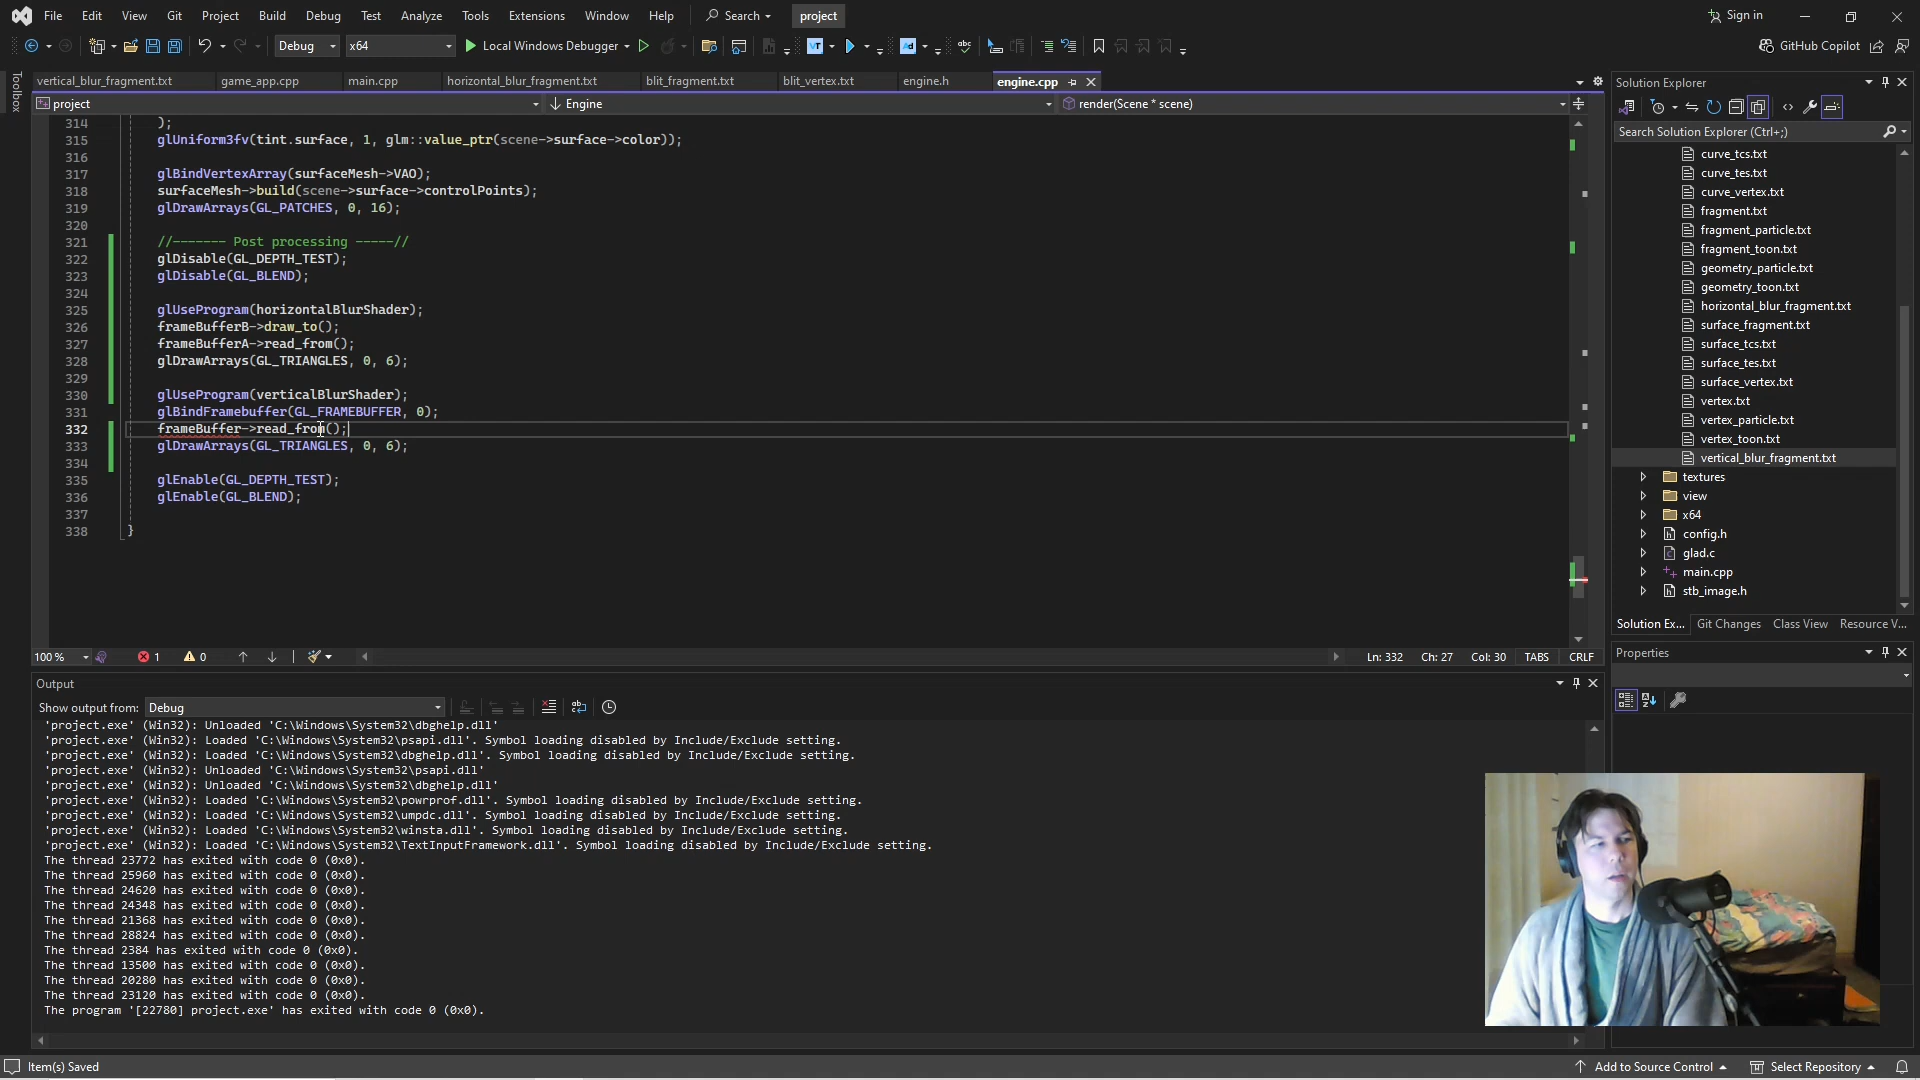 File Edit View Git Project Build Debug Test Analyze Tools Extensions Window Help Search project Sign in
Debug x64 Local Windows Debugger GitHub Copilot
Toolbox
vertical_blur_fragment.txt game_app.cpp main.cpp horizontal_blur_fragment.txt blit_fragment.txt blit_vertex.txt engine.h engine.cpp
project Engine render(Scene * scene)
314 );
315 glUniform3fv(tint.surface, 1, glm::value_ptr(scene->surface->color));
316
317 glBindVertexArray(surfaceMesh->VAO);
318 surfaceMesh->build(scene->surface->controlPoints);
319 glDrawArrays(GL_PATCHES, 0, 16);
320
321 //------- Post processing -----//
322 glDisable(GL_DEPTH_TEST);
323 glDisable(GL_BLEND);
324
325 glUseProgram(horizontalBlurShader);
326 frameBufferB->draw_to();
327 frameBufferA->read_from();
328 glDrawArrays(GL_TRIANGLES, 0, 6);
329
330 glUseProgram(verticalBlurShader);
331 glBindFramebuffer(GL_FRAMEBUFFER, 0);
332 frameBuffer->read_from();
333 glDrawArrays(GL_TRIANGLES, 0, 6);
334
335 glEnable(GL_DEPTH_TEST);
336 glEnable(GL_BLEND);
337
338 }
100 % 1 0 Ln: 332 Ch: 27 Col: 30 TABS CRLF
Output
Show output from: Debug
'project.exe' (Win32): Unloaded 'C:\Windows\System32\dbghelp.dll'
'project.exe' (Win32): Loaded 'C:\Windows\System32\psapi.dll'. Symbol loading disabled by Include/Exclude setting.
'project.exe' (Win32): Loaded 'C:\Windows\System32\dbghelp.dll'. Symbol loading disabled by Include/Exclude setting.
'project.exe' (Win32): Unloaded 'C:\Windows\System32\psapi.dll'
'project.exe' (Win32): Unloaded 'C:\Windows\System32\dbghelp.dll'
'project.exe' (Win32): Loaded 'C:\Windows\System32\powrprof.dll'. Symbol loading disabled by Include/Exclude setting.
'project.exe' (Win32): Loaded 'C:\Windows\System32\umpdc.dll'. Symbol loading disabled by Include/Exclude setting.
'project.exe' (Win32): Loaded 'C:\Windows\System32\winsta.dll'. Symbol loading disabled by Include/Exclude setting.
'project.exe' (Win32): Loaded 'C:\Windows\System32\TextInputFramework.dll'. Symbol loading disabled by Include/Exclude setting.
The thread 23772 has exited with code 0 (0x0).
The thread 25960 has exited with code 0 (0x0).
The thread 24620 has exited with code 0 (0x0).
The thread 24348 has exited with code 0 (0x0).
The thread 21368 has exited with code 0 (0x0).
The thread 28824 has exited with code 0 (0x0).
The thread 2384 has exited with code 0 (0x0).
The thread 13500 has exited with code 0 (0x0).
The thread 20280 has exited with code 0 (0x0).
The thread 23120 has exited with code 0 (0x0).
The program '[22780] project.exe' has exited with code 0 (0x0).
Solution Explorer
Search Solution Explorer (Ctrl+;)
curve_tcs.txt
curve_tes.txt
curve_vertex.txt
fragment.txt
fragment_particle.txt
fragment_toon.txt
geometry_particle.txt
geometry_toon.txt
horizontal_blur_fragment.txt
surface_fragment.txt
surface_tcs.txt
surface_tes.txt
surface_vertex.txt
vertex.txt
vertex_particle.txt
vertex_toon.txt
vertical_blur_fragment.txt
textures
view
x64
config.h
glad.c
main.cpp
stb_image.h
Solution Ex... Git Changes Class View Resource V...
Properties
Item(s) Saved Add to Source Control Select Repository